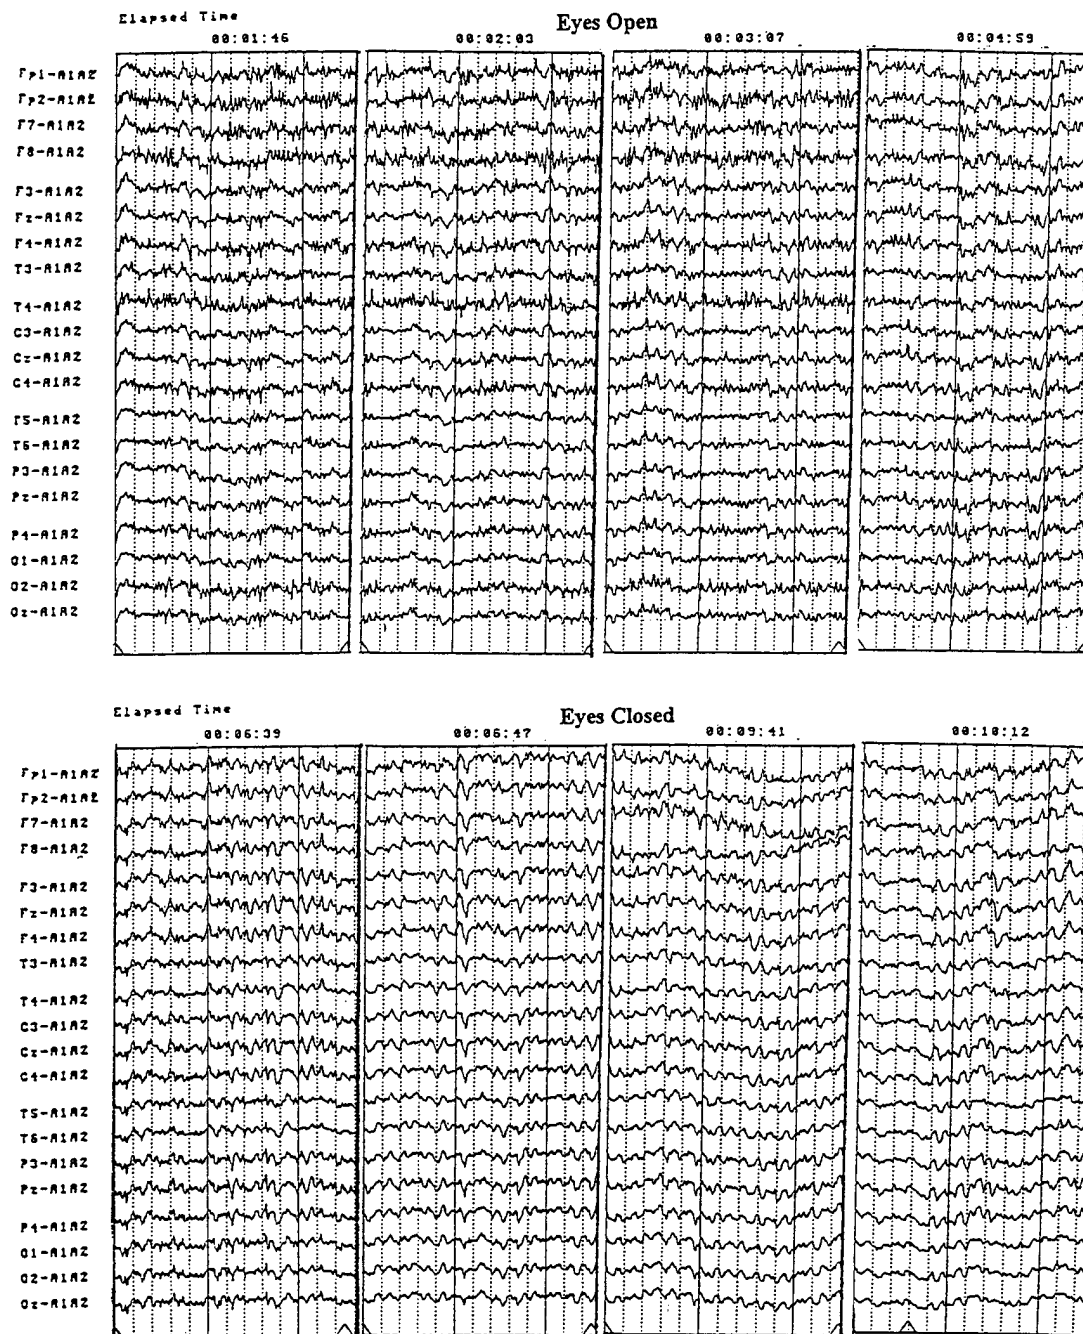 Elapsed Time
Eyes Open
00:01:46 00:02:03 00:03:07 00:04:59
Fp1-A1A2
Fp2-A1A2
F7-A1A2
F8-A1A2
F3-A1A2
Fz-A1A2
F4-A1A2
T3-A1A2
T4-A1A2
C3-A1A2
Cz-A1A2
C4-A1A2
T5-A1A2
T6-A1A2
P3-A1A2
Pz-A1A2
P4-A1A2
O1-A1A2
O2-A1A2
Oz-A1A2
Elapsed Time
Eyes Closed
00:06:39 00:06:47 00:09:41 00:10:12
Fp1-A1A2
Fp2-A1A2
F7-A1A2
F8-A1A2
F3-A1A2
Fz-A1A2
F4-A1A2
T3-A1A2
T4-A1A2
C3-A1A2
Cz-A1A2
C4-A1A2
T5-A1A2
T6-A1A2
P3-A1A2
Pz-A1A2
P4-A1A2
O1-A1A2
O2-A1A2
Oz-A1A2